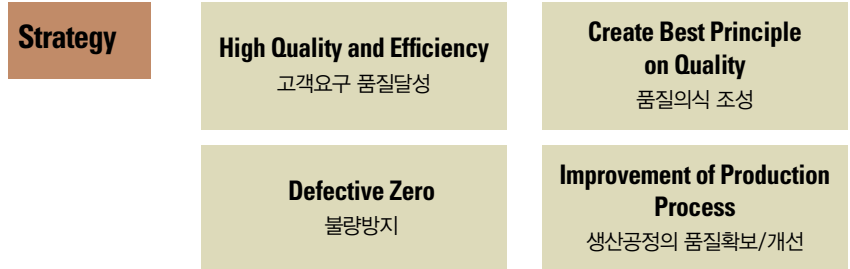 Strategy
High Quality and Efficiency
고객요구 품질달성
Create Best Principle
on Quality
품질의식 조성
Defective Zero
불량방지
Improvement of Production
Process
생산공정의 품질확보/개선